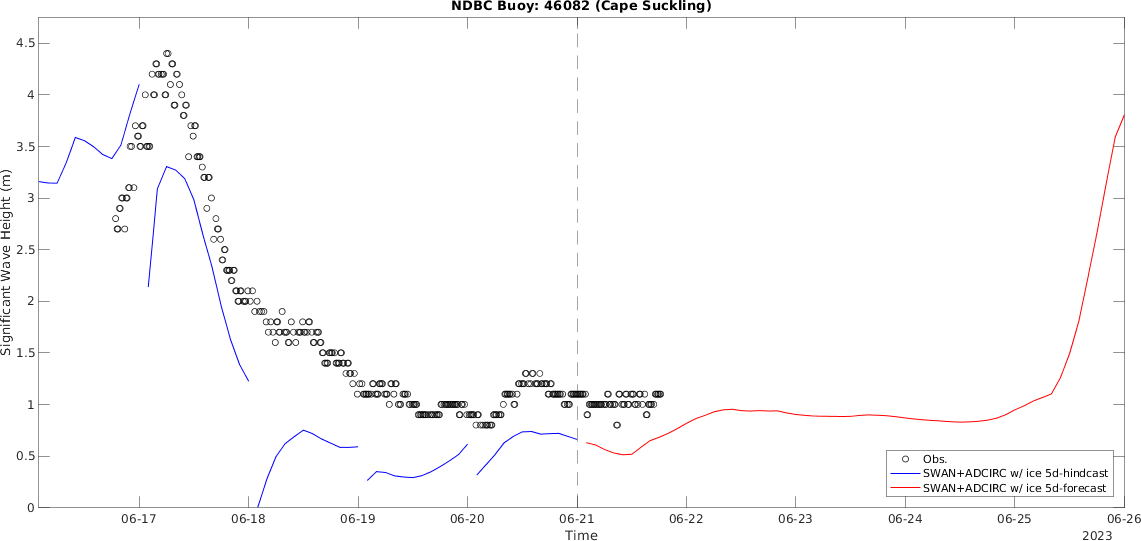 NDBC Buoy: 46082 (Cape Suckling)
Significant Wave Height (m)
4.5
4
3.5
3
2.5
2
1.5
1
0.5
0
Obs.
SWAN+ADCIRC w/ ice 5d-hindcast
SWAN+ADCIRC w/ ice 5d-forecast
06-17 06-18 06-19 06-20 06-21 06-22 06-23 06-24 06-25 06-26
Time
2023